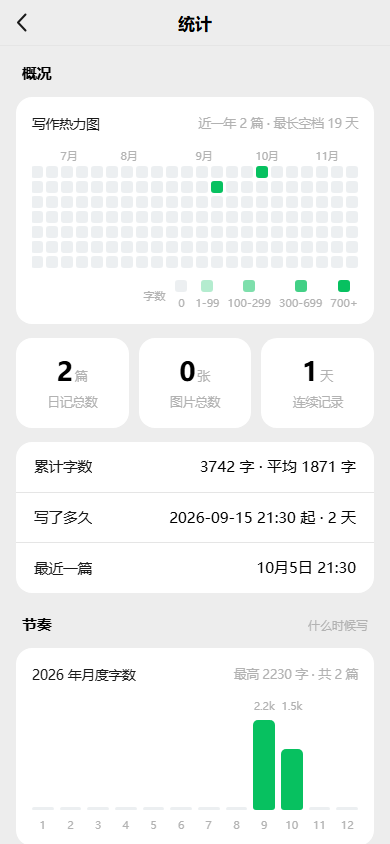 统计
概况
写作热力图 近一年 2 篇 · 最长空档 19 天
7月 8月 9月 10月 11月
字数 0 1-99 100-299 300-699 700+
2篇 0张 1天
日记总数 图片总数 连续记录
累计字数 3742 字 · 平均 1871 字
写了多久 2026-09-15 21:30 起 · 2 天
最近一篇 10月5日 21:30
节奏 什么时候写
2026 年月度字数 最高 2230 字 · 共 2 篇
2.2k 1.5k
1 2 3 4 5 6 7 8 9 10 11 12